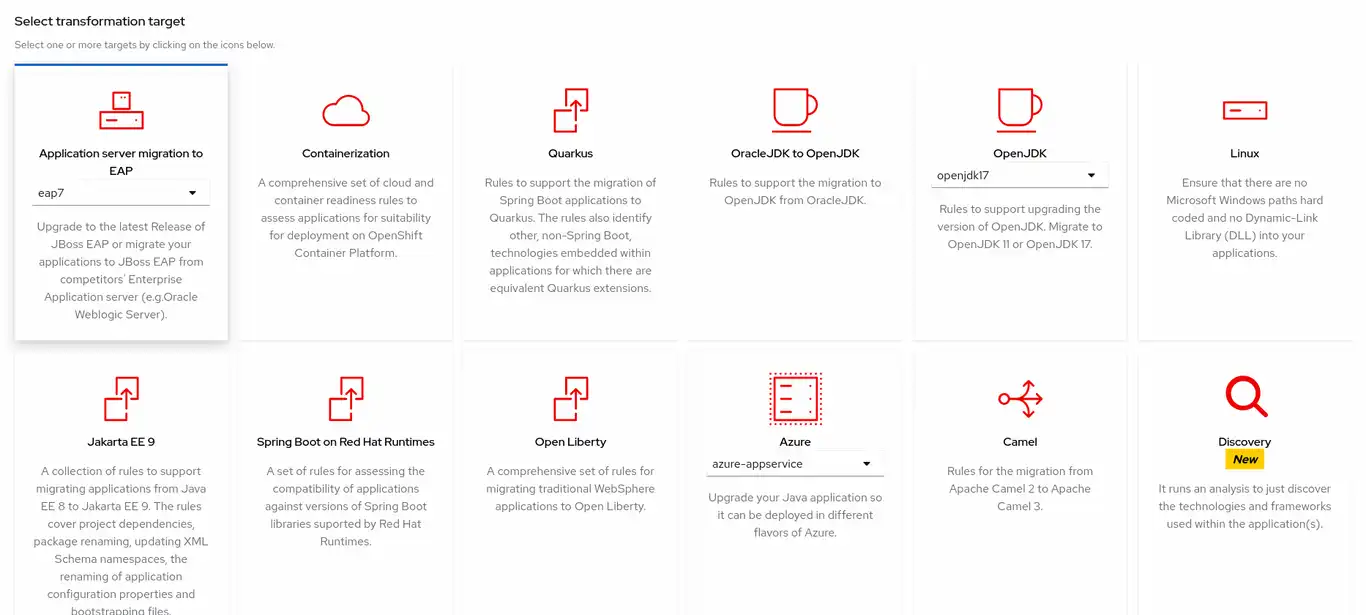 Select transformation target
Select one or more targets by clicking on the icons below.
Application server migration to
EAP
eap7
Upgrade to the latest Release of
JBoss EAP or migrate your
applications to JBoss EAP from
competitors' Enterprise
Application server (e.g.Oracle
Weblogic Server).
Containerization
A comprehensive set of cloud and
container readiness rules to
assess applications for suitability
for deployment on OpenShift
Container Platform.
Quarkus
Rules to support the migration of
Spring Boot applications to
Quarkus. The rules also identify
other, non-Spring Boot,
technologies embedded within
applications for which there are
equivalent Quarkus extensions.
OracleJDK to OpenJDK
Rules to support the migration to
OpenJDK from OracleJDK.
OpenJDK
openjdk17
Rules to support upgrading the
version of OpenJDK. Migrate to
OpenJDK 11 or OpenJDK 17.
Linux
Ensure that there are no
Microsoft Windows paths hard
coded and no Dynamic-Link
Library (DLL) into your
applications.
Jakarta EE 9
A collection of rules to support
migrating applications from Java
EE 8 to Jakarta EE 9. The rules
cover project dependencies,
package renaming, updating XML
Schema namespaces, the
renaming of application
configuration properties and
bootstrapping files.
Spring Boot on Red Hat Runtimes
A set of rules for assessing the
compatibility of applications
against versions of Spring Boot
libraries suported by Red Hat
Runtimes.
Open Liberty
A comprehensive set of rules for
migrating traditional WebSphere
applications to Open Liberty.
Azure
azure-appservice
Upgrade your Java application so
it can be deployed in different
flavors of Azure.
Camel
Rules for the migration from
Apache Camel 2 to Apache
Camel 3.
Discovery
New
It runs an analysis to just discover
the technologies and frameworks
used within the application(s).